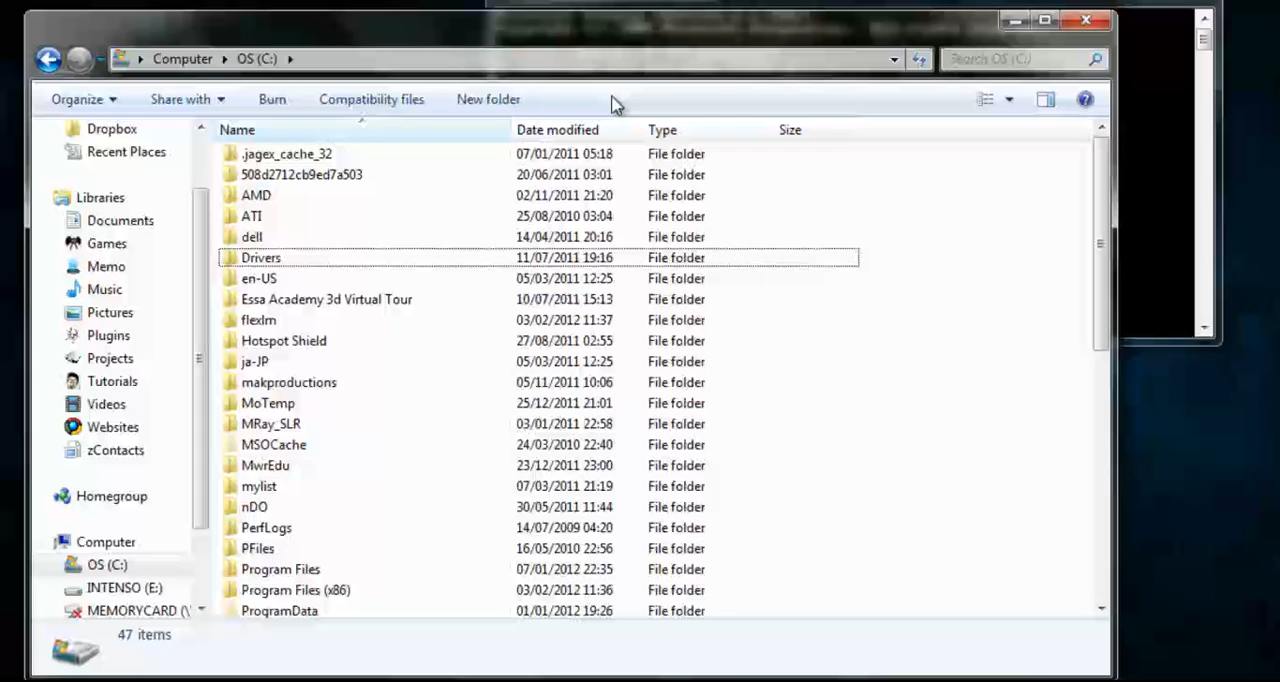 Computer OS (C:)
Search OS (C:)
Organize Share with Burn Compatibility files New folder
Name Date modified Type Size
Dropbox
Recent Places
Libraries
Documents
Games
Memo
Music
Pictures
Plugins
Projects
Tutorials
Videos
Websites
zContacts
Homegroup
Computer
OS (C:)
INTENSO (E:)
MEMORYCARD (\
.jagex_cache_32 07/01/2011 05:18 File folder
508d2712cb9ed7a503 20/06/2011 03:01 File folder
AMD 02/11/2011 21:20 File folder
ATI 25/08/2010 03:04 File folder
dell 14/04/2011 20:16 File folder
Drivers 11/07/2011 19:16 File folder
en-US 05/03/2011 12:25 File folder
Essa Academy 3d Virtual Tour 10/07/2011 15:13 File folder
flexlm 03/02/2012 11:37 File folder
Hotspot Shield 27/08/2011 02:55 File folder
ja-JP 05/03/2011 12:25 File folder
makproductions 05/11/2011 10:06 File folder
MoTemp 25/12/2011 21:01 File folder
MRay_SLR 03/01/2011 22:58 File folder
MSOCache 24/03/2010 22:40 File folder
MwrEdu 23/12/2011 23:00 File folder
mylist 07/03/2011 21:19 File folder
nDO 30/05/2011 11:44 File folder
PerfLogs 14/07/2009 04:20 File folder
PFiles 16/05/2010 22:56 File folder
Program Files 07/01/2012 22:35 File folder
Program Files (x86) 03/02/2012 11:36 File folder
ProgramData 01/01/2012 19:26 File folder
47 items